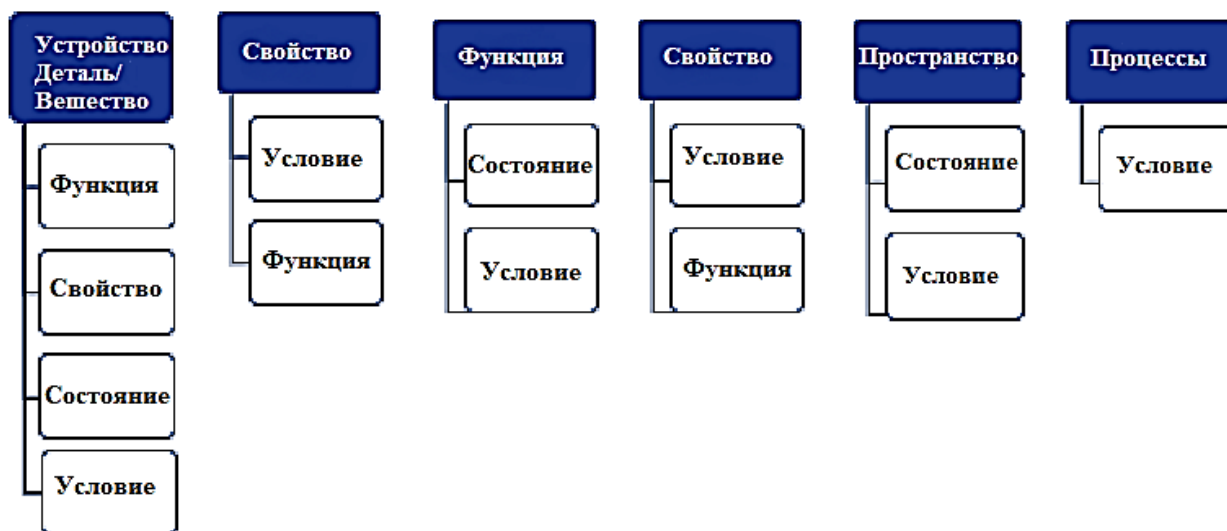 Устройство
Деталь/
Вешество
Функция
Свойство
Состояние
Условие
Свойство
Условие
Функция
Функция
Состояние
Условие
Свойство
Условие
Функция
Пространство
Состояние
Условие
Процессы
Условие